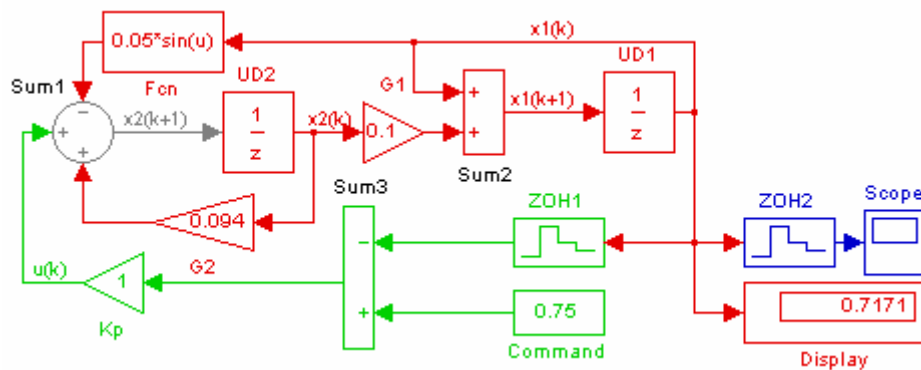 0.05*sin(u)
x1(k)
Sum1
Fcn
UD2
G1
UD1
−
+
+
x2(k+1)
1
z
x2(k)
0.1
+
+
x1(k+1)
1
z
Sum2
0.094
Sum3
ZOH1
ZOH2
Scope
u(k)
1
G2
−
+
0.75
0.7171
Kp
Command
Display